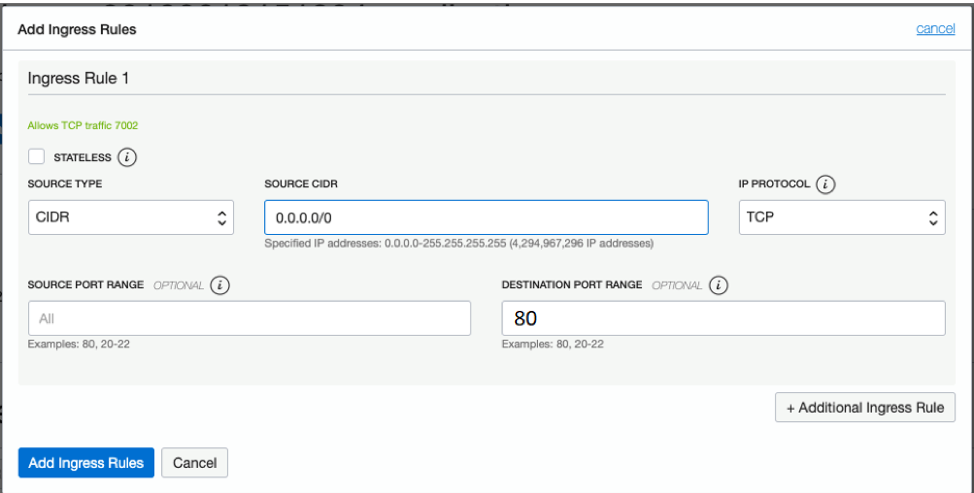 Add Ingress Rules
cancel
Ingress Rule 1
Allows TCP traffic 7002
STATELESS i
SOURCE TYPE
SOURCE CIDR
IP PROTOCOL i
CIDR
0.0.0.0/0
TCP
Specified IP addresses: 0.0.0.0-255.255.255.255 (4,294,967,296 IP addresses)
SOURCE PORT RANGE OPTIONAL i
DESTINATION PORT RANGE OPTIONAL i
All
80
Examples: 80, 20-22
Examples: 80, 20-22
+ Additional Ingress Rule
Add Ingress Rules
Cancel